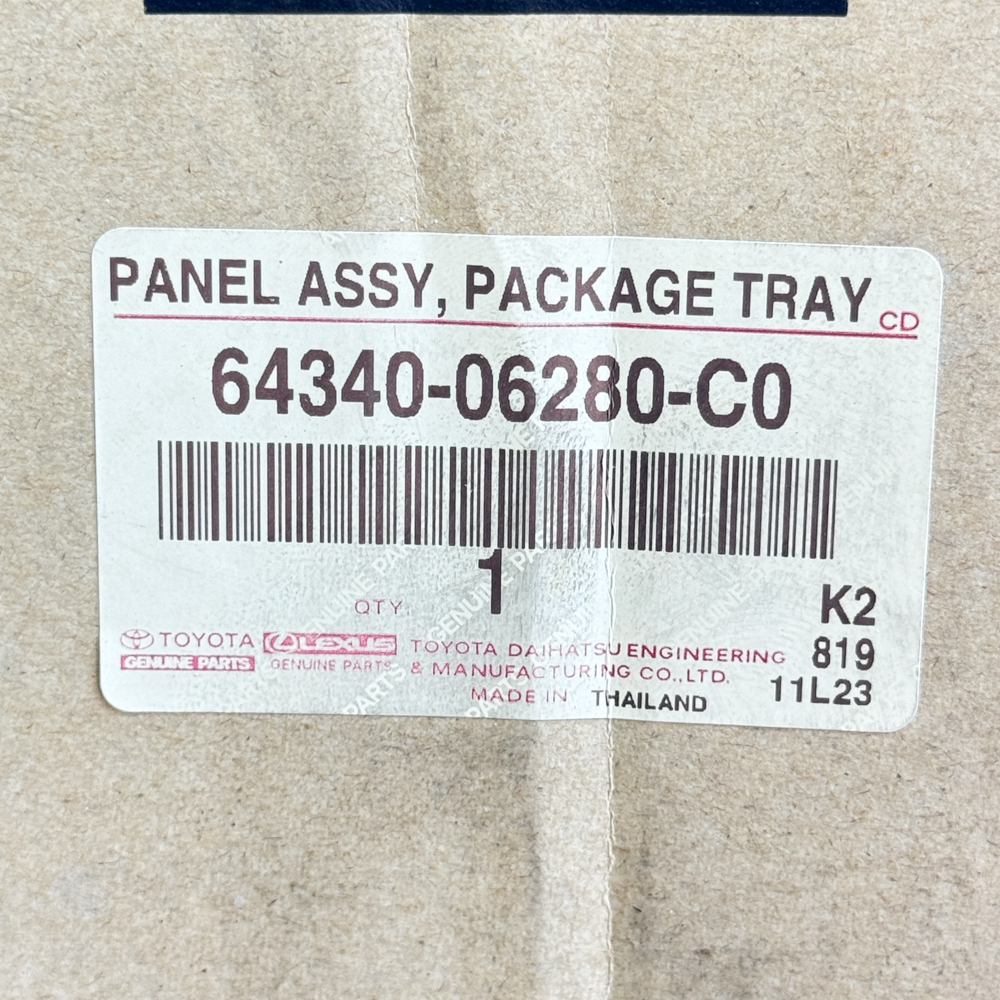 PANEL ASSY, PACKAGE TRAY CD
64340-06280-C0
QTY. 1
K2
TOYOTA LEXUS TOYOTA DAIHATSU ENGINEERING 819
GENUINE PARTS GENUINE PARTS & MANUFACTURING CO.,LTD.
MADE IN THAILAND 11L23